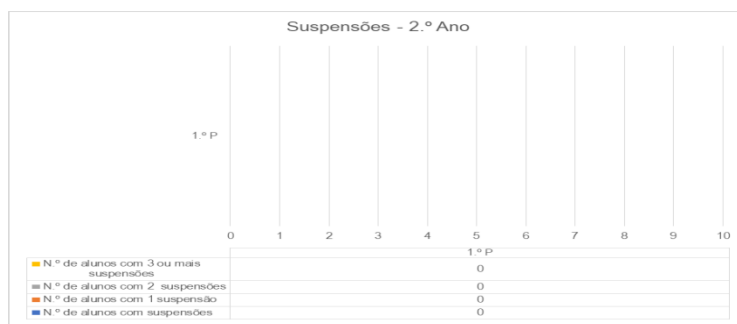 Suspensões - 2.º Ano
1.º P
0 1 2 3 4 5 6 7 8 9 10
1.º P
N.º de alunos com 3 ou mais
suspensões 0
N.º de alunos com 2 suspensões 0
N.º de alunos com 1 suspensão 0
N.º de alunos com suspensões 0